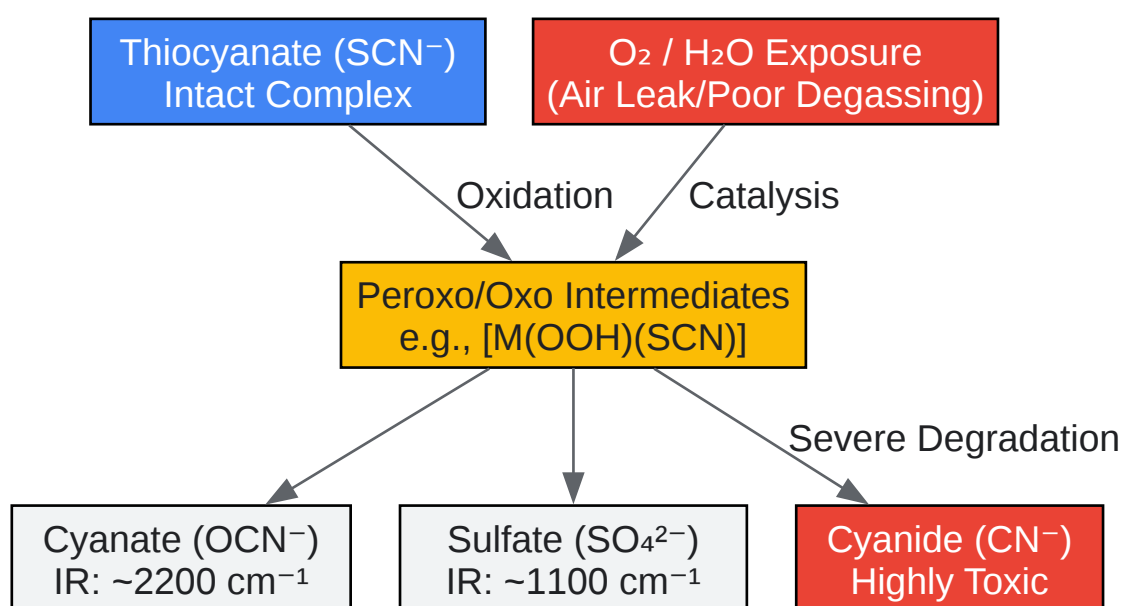 Thiocyanate (SCN⁻)
Intact Complex
O₂ / H₂O Exposure
(Air Leak/Poor Degassing)
Oxidation
Catalysis
Peroxo/Oxo Intermediates
e.g., [M(OOH)(SCN)]
Severe Degradation
Cyanate (OCN⁻)
IR: ~2200 cm⁻¹
Sulfate (SO₄²⁻)
IR: ~1100 cm⁻¹
Cyanide (CN⁻)
Highly Toxic